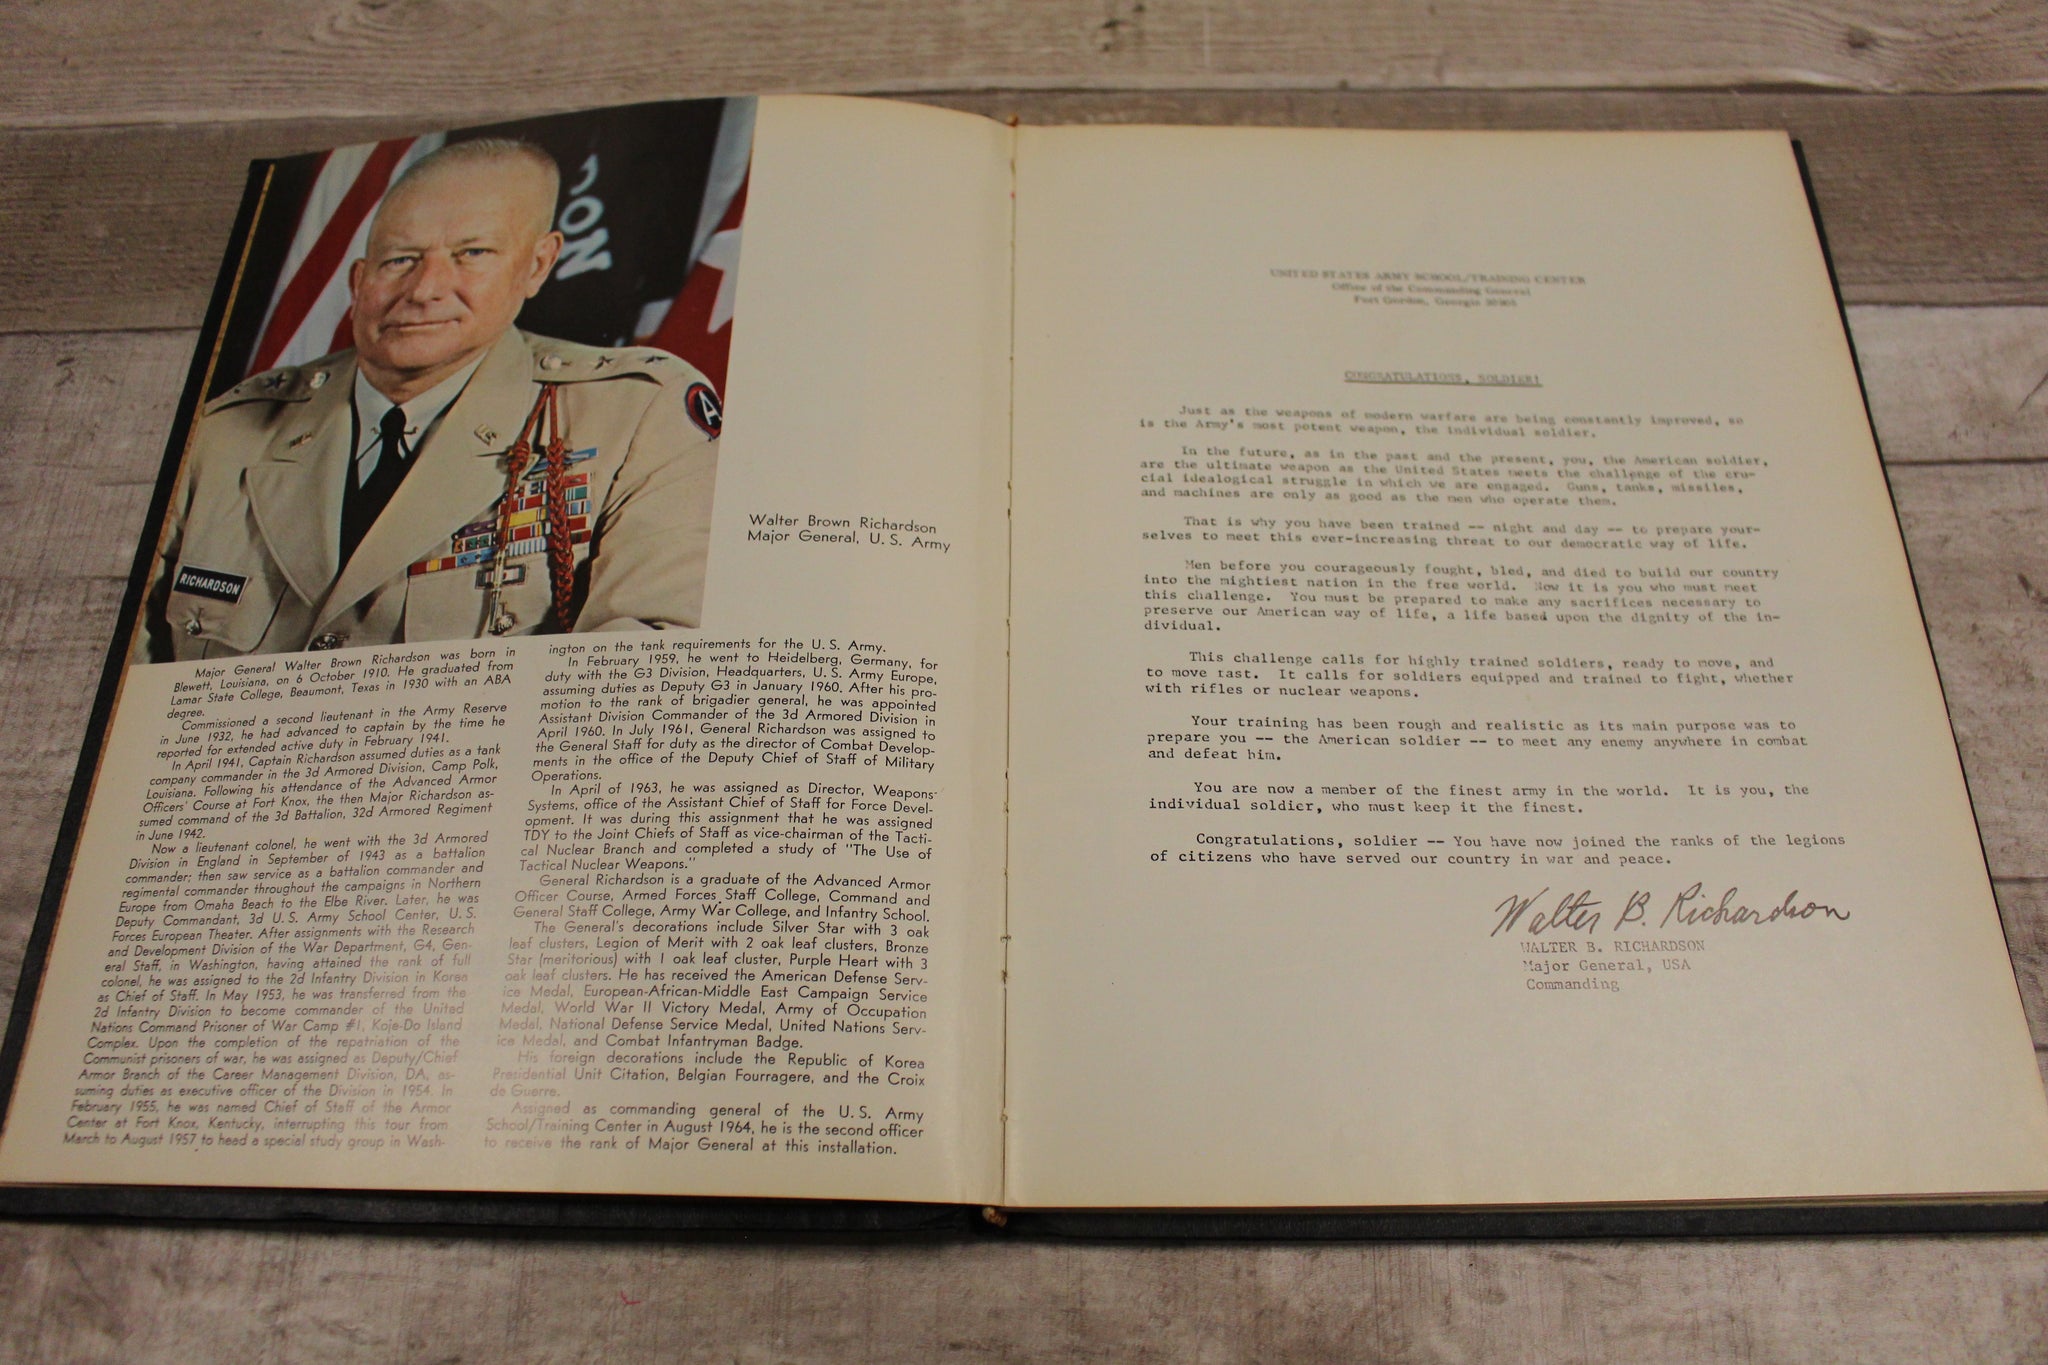 RICHARDSON
Walter Brown Richardson
Major General, U. S. Army
Major General Walter Brown Richardson was born in
Blewett, Louisiana, on 6 October 1910. He graduated from
Lamar State College, Beaumont, Texas in 1930 with an ABA
degree.
Commissioned a second lieutenant in the Army Reserve
in June 1932, he had advanced to captain by the time he
reported for extended active duty in February 1941.
In April 1941, Captain Richardson assumed duties as a tank
company commander in the 3d Armored Division, Camp Polk,
Louisiana. Following his attendance of the Advanced Armor
Officers' Course at Fort Knox, the then Major Richardson as-
sumed command of the 3d Battalion, 32d Armored Regiment
in June 1942.
Now a lieutenant colonel, he went with the 3d Armored
Division in England in September of 1943 as a battalion
commander; then saw service as a battalion commander and
regimental commander throughout the campaigns in Northern
Europe from Omaha Beach to the Elbe River. Later, he was
Deputy Commandant, 3d U. S. Army School Center, U. S.
Forces European Theater. After assignments with the Research
and Development Division of the War Department, G4, Gen-
eral Staff, in Washington, having attained the rank of full
colonel, he was assigned to the 2d Infantry Division in Korea
as Chief of Staff. In May 1953, he was transferred from the
2d Infantry Division to become commander of the United
Nations Command Prisoner of War Camp #1, Koje-Do Island
Complex. Upon the completion of the repatriation of the
Communist prisoners of war, he was assigned as Deputy/Chief
Armor Branch of the Career Management Division, DA, as-
suming duties as executive officer of the Division in 1954. In
February 1955, he was named Chief of Staff of the Armor
Center at Fort Knox, Kentucky, interrupting this tour from
March to August 1957 to head a special study group in Wash-
ington on the tank requirements for the U. S. Army.
In February 1959, he went to Heidelberg, Germany, for
duty with the G3 Division, Headquarters, U. S. Army Europe,
assuming duties as Deputy G3 in January 1960. After his pro-
motion to the rank of brigadier general, he was appointed
Assistant Division Commander of the 3d Armored Division in
April 1960. In July 1961, General Richardson was assigned to
the General Staff for duty as the director of Combat Develop-
ments in the office of the Deputy Chief of Staff of Military
Operations.
In April of 1963, he was assigned as Director, Weapons
Systems, office of the Assistant Chief of Staff for Force Devel-
opment. It was during this assignment that he was assigned
TDY to the Joint Chiefs of Staff as vice-chairman of the Tacti-
cal Nuclear Branch and completed a study of "The Use of
Tactical Nuclear Weapons."
General Richardson is a graduate of the Advanced Armor
Officer Course, Armed Forces Staff College, Command and
General Staff College, Army War College, and Infantry School.
The General's decorations include Silver Star with 3 oak
leaf clusters, Legion of Merit with 2 oak leaf clusters, Bronze
Star (meritorious) with 1 oak leaf cluster, Purple Heart with 3
oak leaf clusters. He has received the American Defense Serv-
ice Medal, European-African-Middle East Campaign Service
Medal, World War II Victory Medal, Army of Occupation
Medal, National Defense Service Medal, United Nations Serv-
ice Medal, and Combat Infantryman Badge.
His foreign decorations include the Republic of Korea
Presidential Unit Citation, Belgian Fourragere, and the Croix
de Guerre.
Assigned as commanding general of the U. S. Army
School/Training Center in August 1964, he is the second officer
to receive the rank of Major General at this installation.
UNITED STATES ARMY SCHOOL/TRAINING CENTER
Office of the Commanding General
Fort Gordon, Georgia 30905
CONGRATULATIONS, SOLDIER!
Just as the weapons of modern warfare are being constantly improved, so
is the Army's most potent weapon, the individual soldier.
In the future, as in the past and the present, you, the American soldier,
are the ultimate weapon as the United States meets the challenge of the cru-
cial idealogical struggle in which we are engaged. Guns, tanks, missiles,
and machines are only as good as the men who operate them.
That is why you have been trained -- night and day -- to prepare your-
selves to meet this ever-increasing threat to our democratic way of life.
Men before you courageously fought, bled, and died to build our country
into the mightiest nation in the free world. Now it is you who must meet
this challenge. You must be prepared to make any sacrifices necessary to
preserve our American way of life, a life based upon the dignity of the in-
dividual.
This challenge calls for highly trained soldiers, ready to move, and
to move fast. It calls for soldiers equipped and trained to fight, whether
with rifles or nuclear weapons.
Your training has been rough and realistic as its main purpose was to
prepare you -- the American soldier -- to meet any enemy anywhere in combat
and defeat him.
You are now a member of the finest army in the world. It is you, the
individual soldier, who must keep it the finest.
Congratulations, soldier -- You have now joined the ranks of the legions
of citizens who have served our country in war and peace.
Walter B. Richardson
WALTER B. RICHARDSON
Major General, USA
Commanding